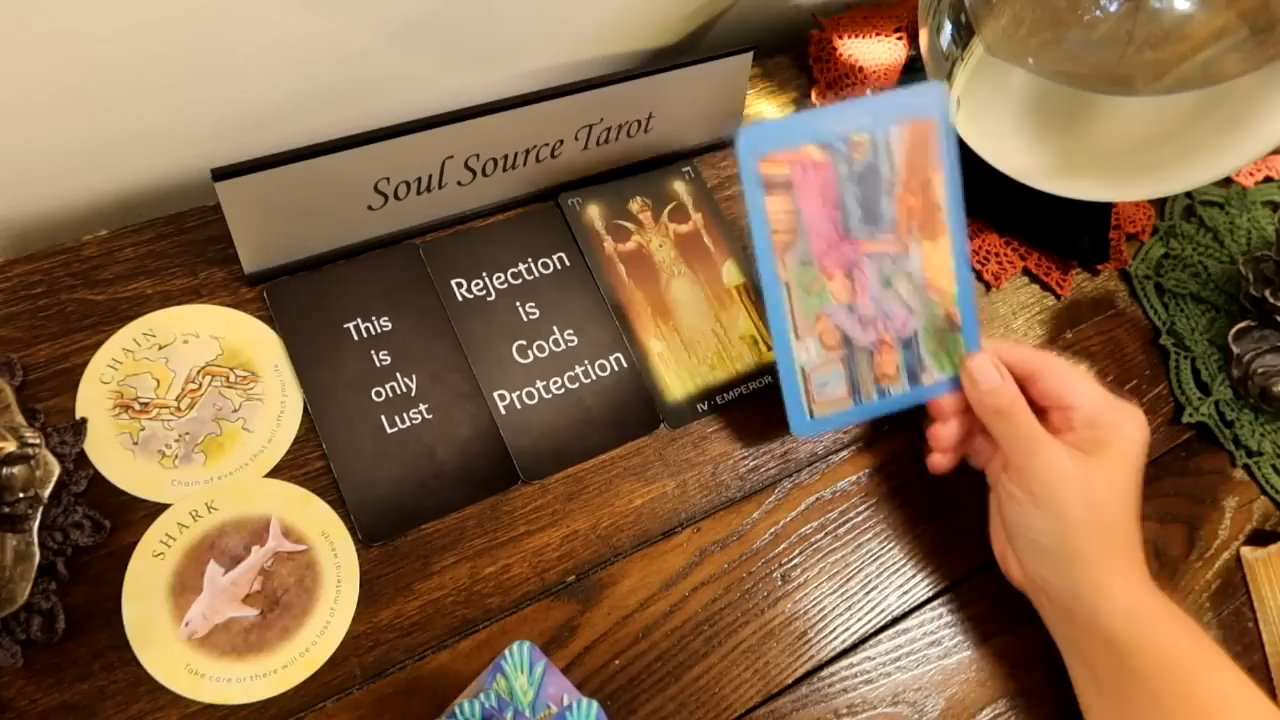 Soul Source Tarot
CHAIN
Chain of events that will affect your life
SHARK
Take care or there will be a loss of material wealth.
This
is
only
Lust
Rejection
is
Gods
Protection
♈ ה
IV · EMPEROR